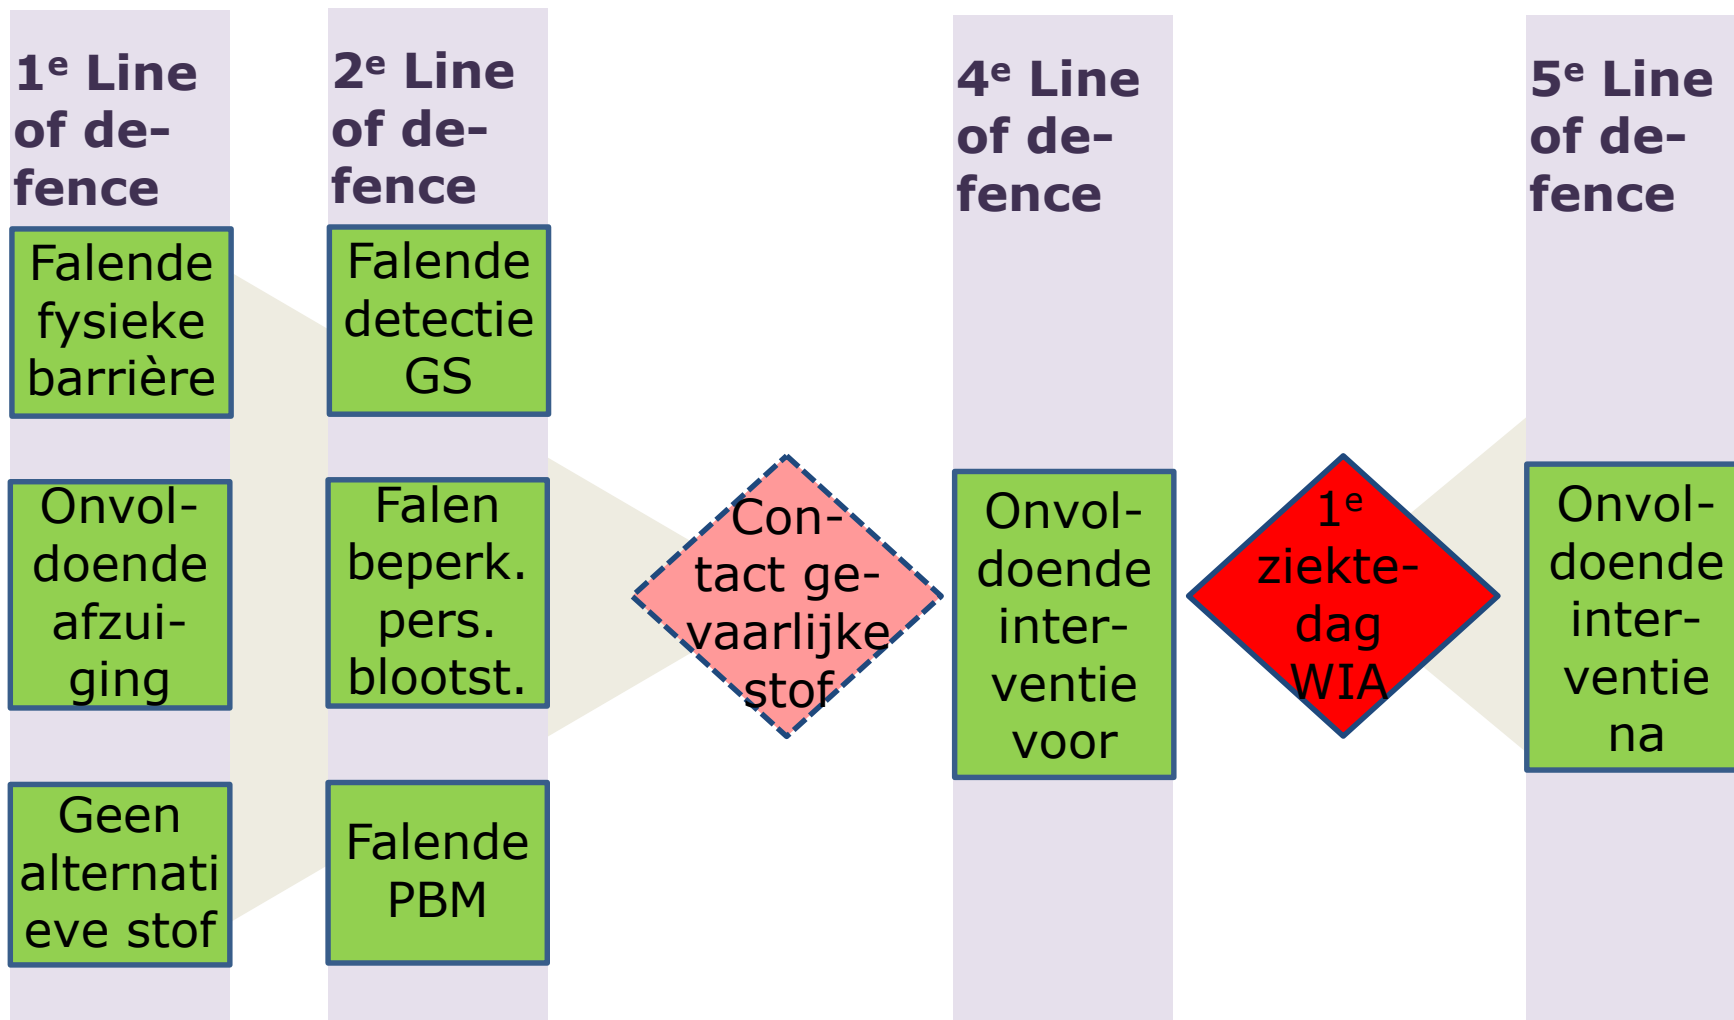 1e Line
of de-
fence
Falende
fysieke
barrière
Onvol-
doende
afzui-
ging
Geen
alternati
eve stof
2e Line
of de-
fence
Falende
detectie
GS
Falen
beperk.
pers.
blootst.
Falende
PBM
Con-
tact ge-
vaarlijke
stof
4e Line
of de-
fence
Onvol-
doende
inter-
ventie
voor
1e
ziekte-
dag
WIA
5e Line
of de-
fence
Onvol-
doende
inter-
ventie
na